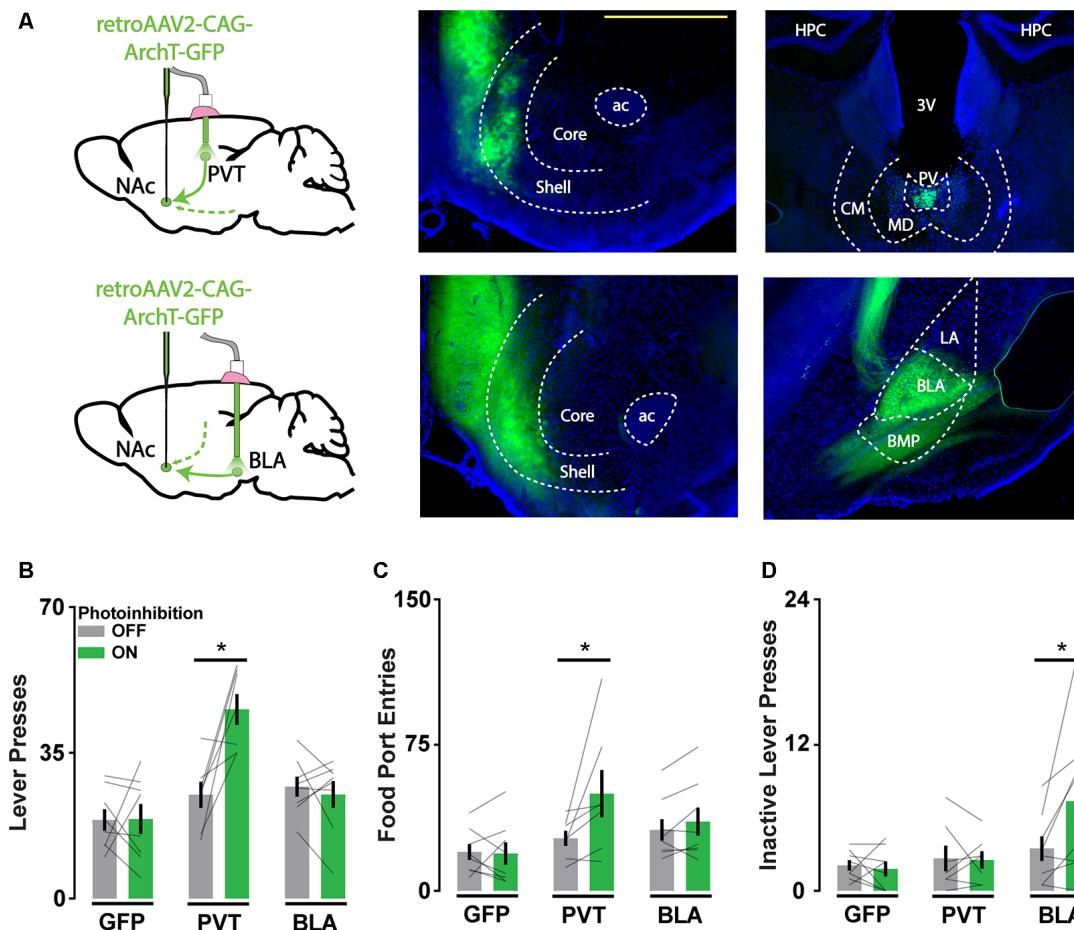 A
retroAAV2-CAG-
ArchT-GFP
NAc
PVT
Core
ac
Shell
HPC
HPC
3V
PV
CM
MD
retroAAV2-CAG-
ArchT-GFP
NAc
BLA
Core
ac
Shell
LA
BLA
BMP
B
Lever Presses
70
35
0
Photoinhibition
OFF
ON
*
GFP
PVT
BLA
C
Food Port Entries
150
75
0
*
GFP
PVT
BLA
D
Inactive Lever Presses
24
12
0
*
GFP
PVT
BLA